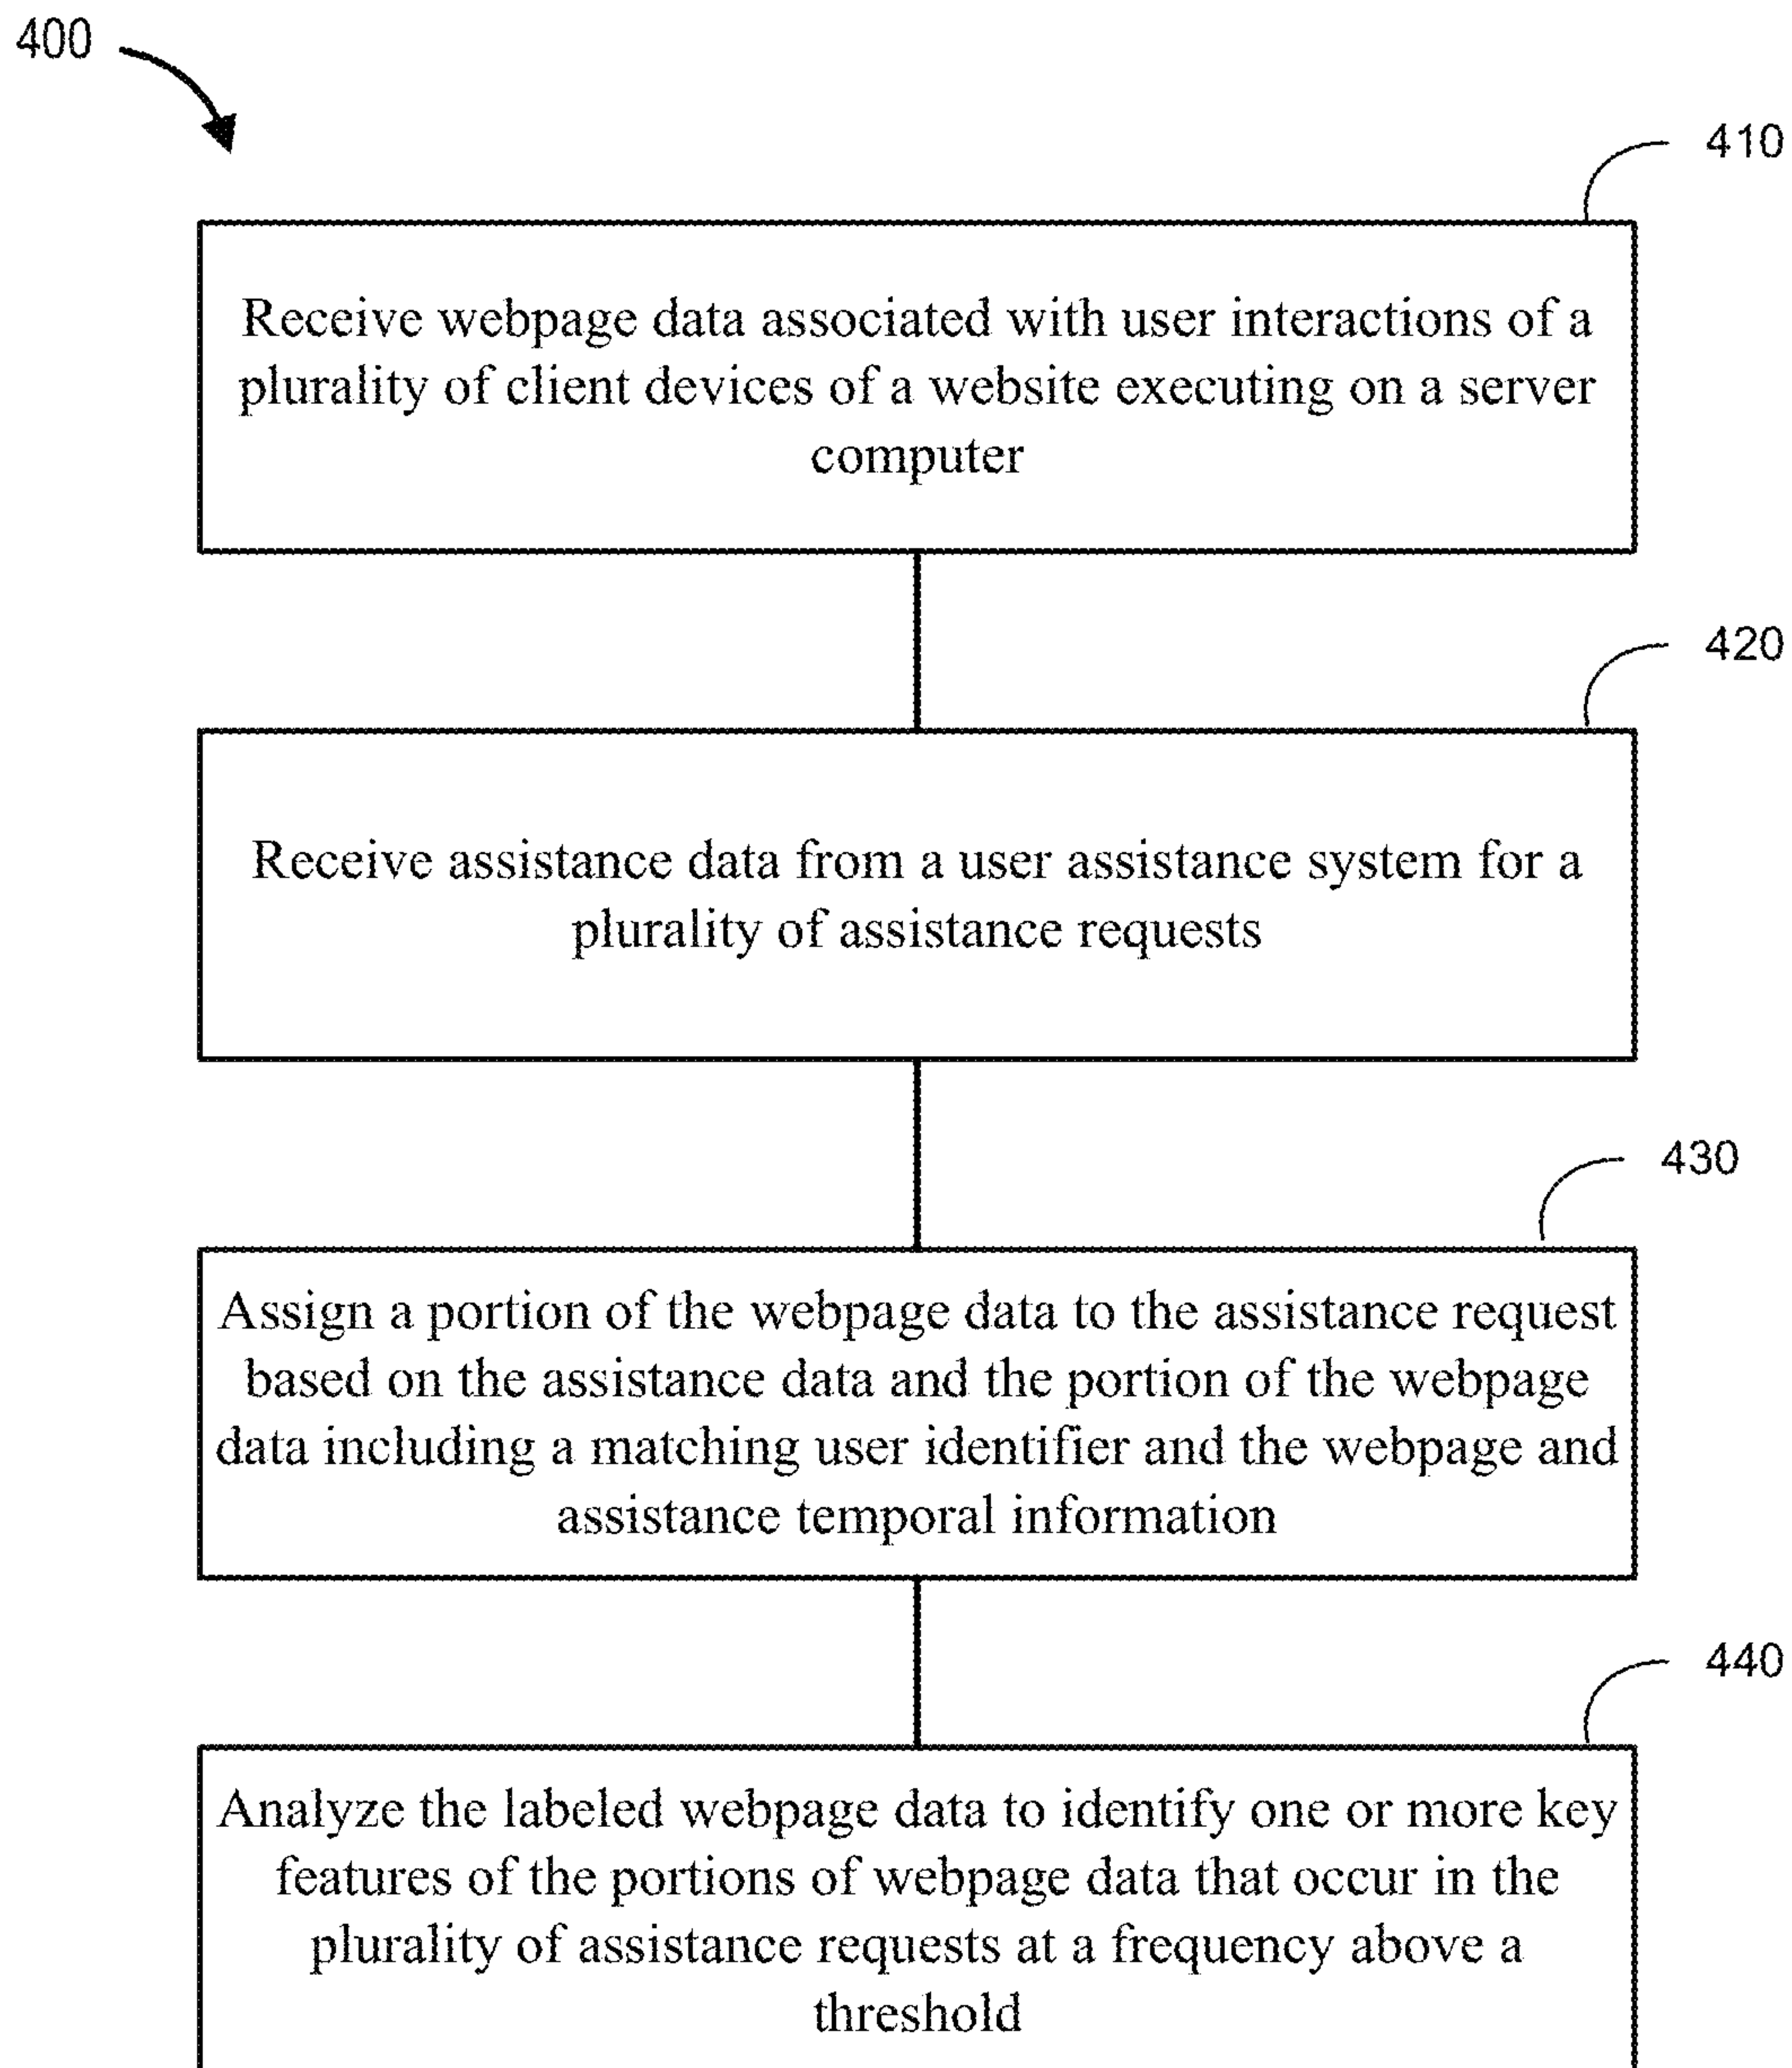 400
410
Receive webpage data associated with user interactions of a
plurality of client devices of a website executing on a server
computer
420
Receive assistance data from a user assistance system for a
plurality of assistance requests
430
Assign a portion of the webpage data to the assistance request
based on the assistance data and the portion of the webpage
data including a matching user identifier and the webpage and
assistance temporal information
440
Analyze the labeled webpage data to identify one or more key
features of the portions of webpage data that occur in the
plurality of assistance requests at a frequency above a
threshold